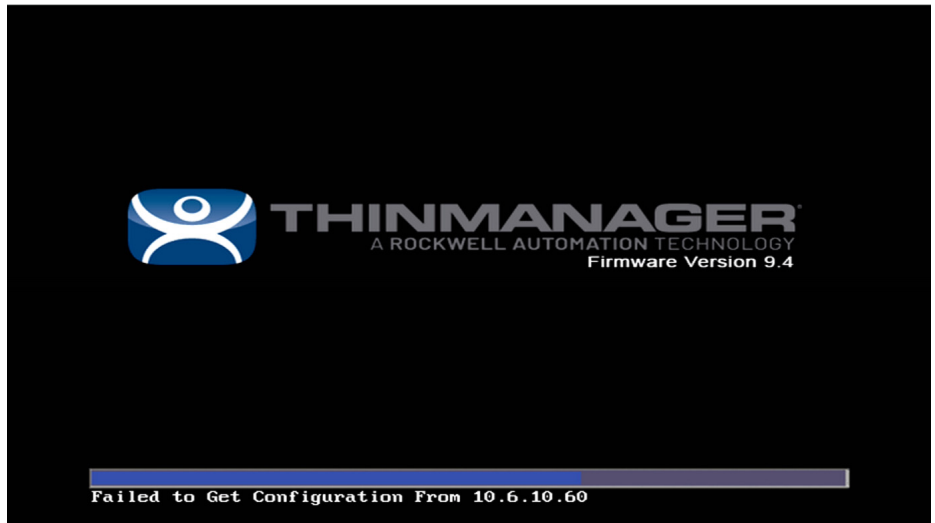 THINMANAGER®
A ROCKWELL AUTOMATION TECHNOLOGY
Firmware Version 9.4
Failed to Get Configuration From 10.6.10.60